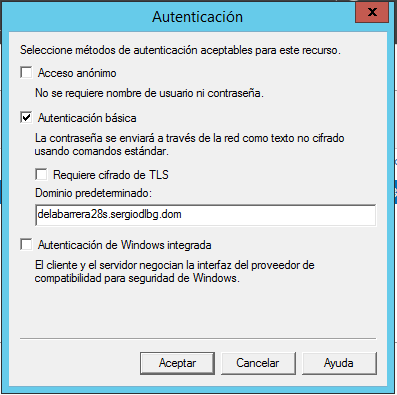 Autenticación
x
Seleccione métodos de autenticación aceptables para este recurso.
Acceso anónimo
No se requiere nombre de usuario ni contraseña.
Autenticación básica
La contraseña se enviará a través de la red como texto no cifrado
usando comandos estándar.
Requiere cifrado de TLS
Dominio predeterminado:
delabarrera28s.sergiodlbg.dom
Autenticación de Windows integrada
El cliente y el servidor negocian la interfaz del proveedor de
compatibilidad para seguridad de Windows.
Aceptar
Cancelar
Ayuda